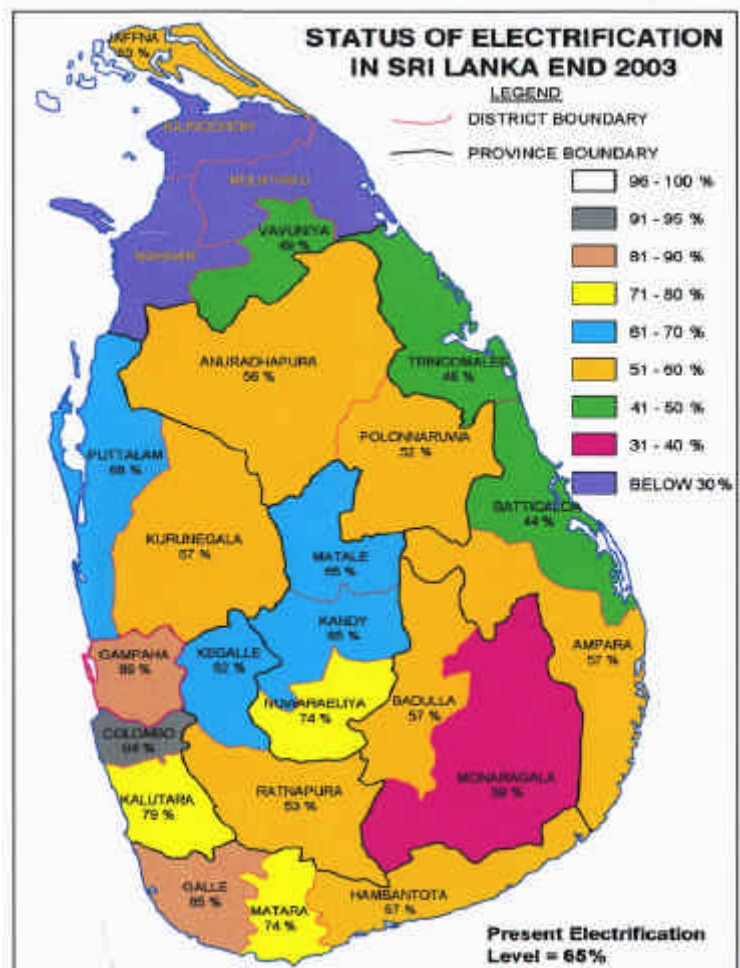 STATUS OF ELECTRIFICATION
IN SRI LANKA END 2003
LEGEND
DISTRICT BOUNDARY
PROVINCE BOUNDARY
96 - 100 %
91 - 95 %
81 - 90 %
71 - 80 %
61 - 70 %
51 - 60 %
41 - 50 %
31 - 40 %
BELOW 30 %
JAFFNA
VAVUNIYA
ANURADHAPURA
56 %
TRINCOMALEE
POLONNARUWA
52 %
PUTTALAM
BATTICALOA
44 %
KURUNEGALA
57 %
MATALE
KANDY
GAMPAHA
KEGALLE
AMPARA
57 %
NUWARAELIYA
74 %
BADULLA
57 %
COLOMBO
MONARAGALA
KALUTARA
79 %
RATNAPURA
53 %
GALLE
HAMBANTOTA
57 %
MATARA
74 %
Present Electrification
Level = 65%